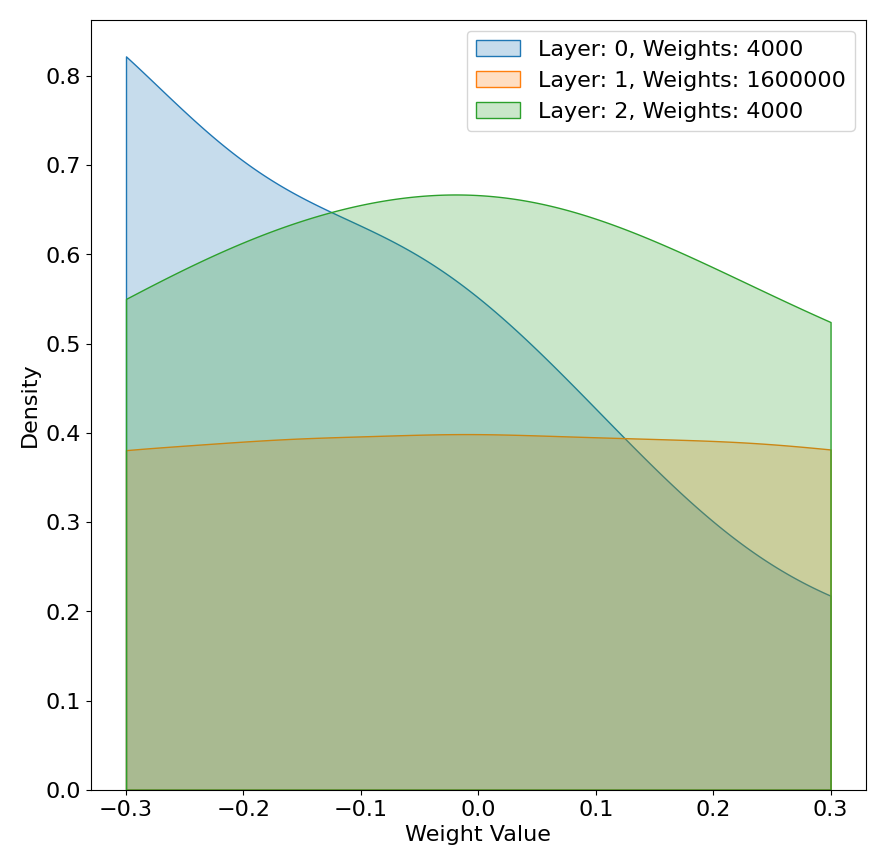 Layer: 0, Weights: 4000
Layer: 1, Weights: 1600000
Layer: 2, Weights: 4000
Density
0.8
0.7
0.6
0.5
0.4
0.3
0.2
0.1
0.0
−0.3 −0.2 −0.1 0.0 0.1 0.2 0.3
Weight Value